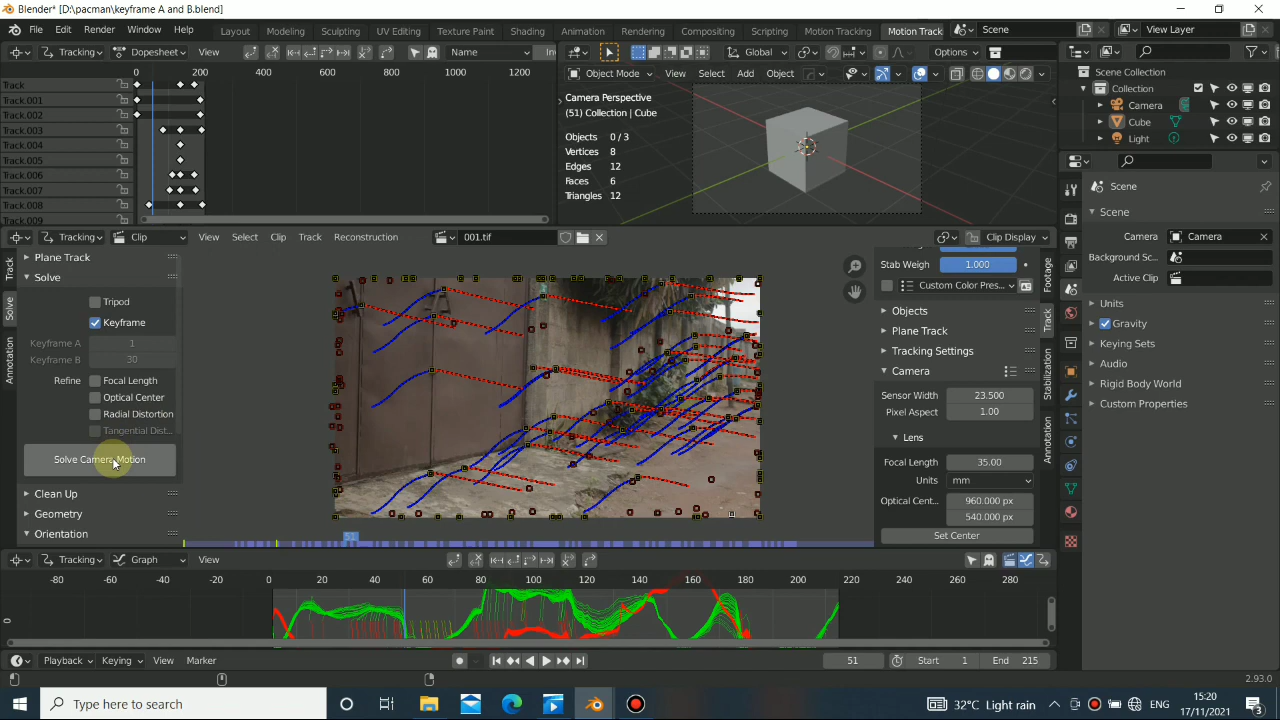 Blender* [D:\pacman\keyframe A and B.blend]
File Edit Render Window Help Layout Modeling Sculpting UV Editing Texture Paint Shading Animation Rendering Compositing Scripting Motion Tracking Motion Track Scene View Layer
Tracking Dopesheet View Name In Global Options
0 200 400 600 800 1000 1200
Object Mode View Select Add Object
Track
Track.001
Track.002
Track.003
Track.004
Track.005
Track.006
Track.007
Track.008
Track.009
Camera Perspective
(51) Collection | Cube
Objects 0 / 3
Vertices 8
Edges 12
Faces 6
Triangles 12
Scene Collection
Collection
Camera
Cube
Light
Scene
Scene
Camera Camera
Background Sc...
Active Clip
Units
Gravity
Keying Sets
Audio
Rigid Body World
Custom Properties
Tracking Clip View Select Clip Track Reconstruction 001.tif Clip Display
Track
Solve
Annotation
Plane Track
Solve
Tripod
Keyframe
Keyframe A 1
Keyframe B 30
Refine Focal Length
Optical Center
Radial Distortion
Tangential Dist...
Solve Camera Motion
Clean Up
Geometry
Orientation
51
Stab Weigh 1.000
Custom Color Pres...
Objects
Plane Track
Tracking Settings
Camera
Sensor Width 23.500
Pixel Aspect 1.00
Lens
Focal Length 35.00
Units mm
Optical Cent... 960.000 px
540.000 px
Set Center
Footage
Track
Stabilization
Annotation
Tracking Graph View
-80 -60 -40 -20 0 20 40 60 80 100 120 140 160 180 200 220 240 260 280
0
Playback Keying View Marker 51 Start 1 End 215
2.93.0
Type here to search
32°C Light rain
ENG
15:20
17/11/2021
3